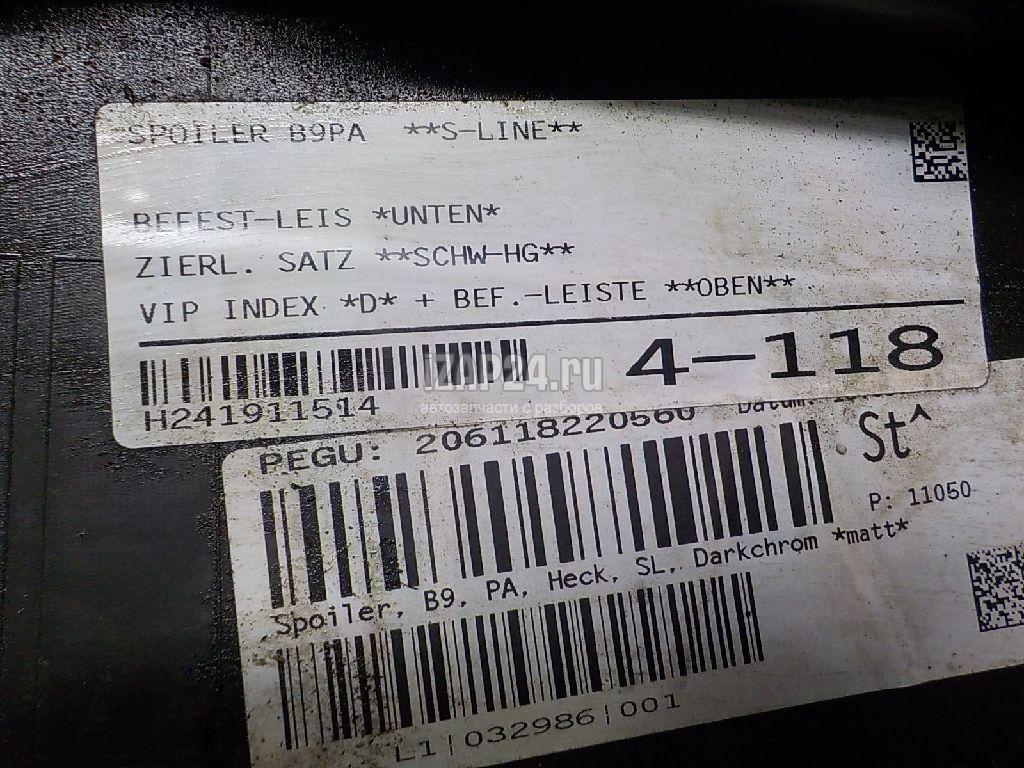 SPOILER B9PA **S-LINE**
BEFEST-LEIS *UNTEN*
ZIERL. SATZ **SCHW-HG**
VIP INDEX *D* + BEF.-LEISTE **OBEN**
4-118
iZAP24.ru
автозапчасти с разборов
H241911514
PEGU: 206118220560 Datum:
St^
P: 11050
Spoiler, B9, PA, Heck, SL, Darkchrom *matt*
L1|032986|001